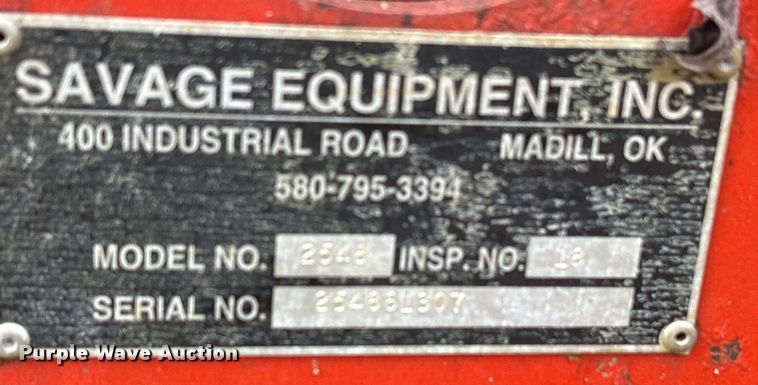 SAVAGE EQUIPMENT, INC.
400 INDUSTRIAL ROAD MADILL, OK
580-795-3394
MODEL NO. 2548 INSP. NO. 18
SERIAL NO.
Purple Wave Auction